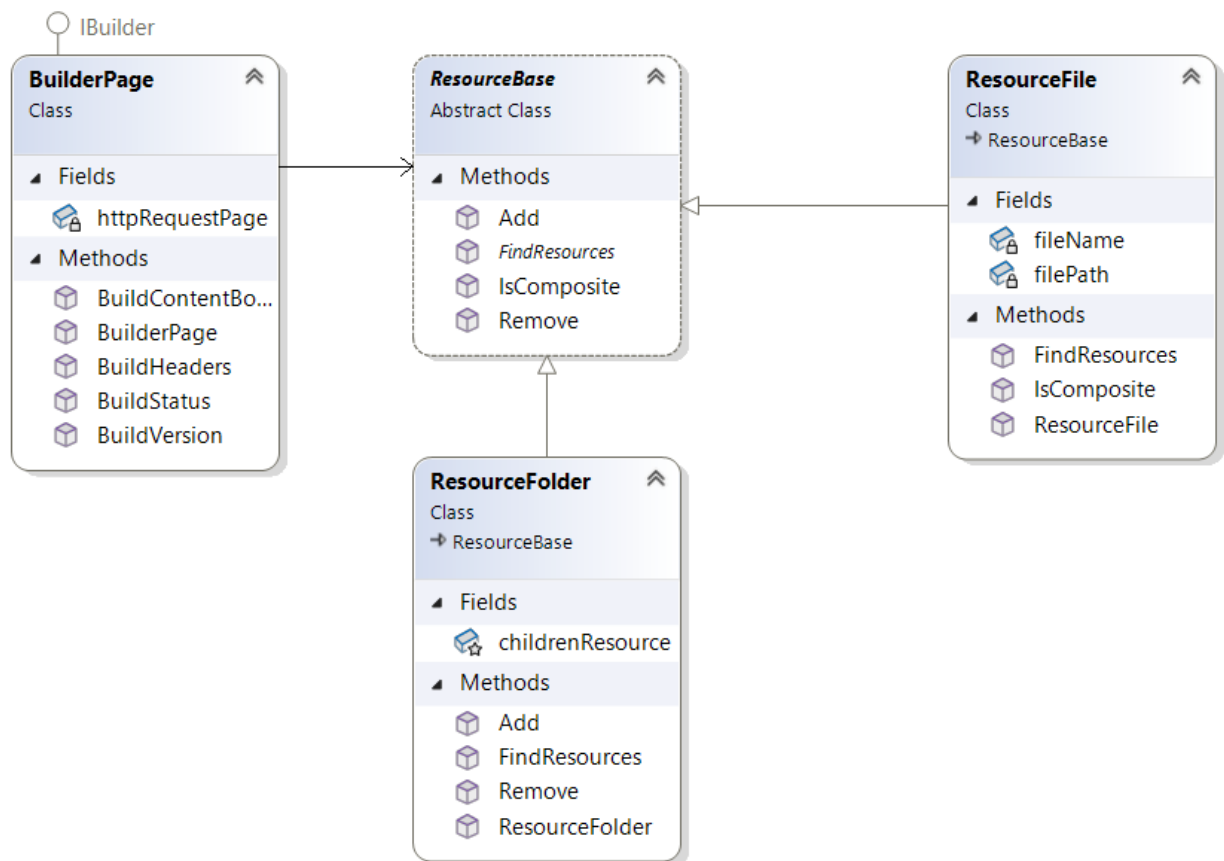 IBuilder
BuilderPage
Class
Fields
httpRequestPage
Methods
BuildContentBo...
BuilderPage
BuildHeaders
BuildStatus
BuildVersion
ResourceBase
Abstract Class
Methods
Add
FindResources
IsComposite
Remove
ResourceFile
Class
ResourceBase
Fields
fileName
filePath
Methods
FindResources
IsComposite
ResourceFile
ResourceFolder
Class
ResourceBase
Fields
childrenResource
Methods
Add
FindResources
Remove
ResourceFolder